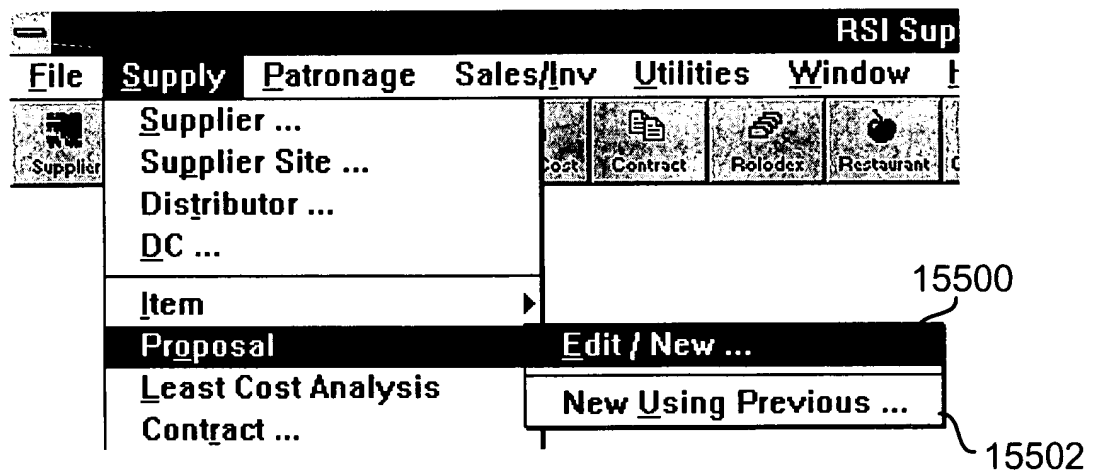 RSI Sup
File Supply Patronage Sales/Inv Utilities Window
Supplier Cost Contract Rolodex Restaurant
Supplier ...
Supplier Site ...
Distributor ...
DC ...
Item
Proposal
Least Cost Analysis
Contract ...
15500
Edit / New ...
New Using Previous ...
15502